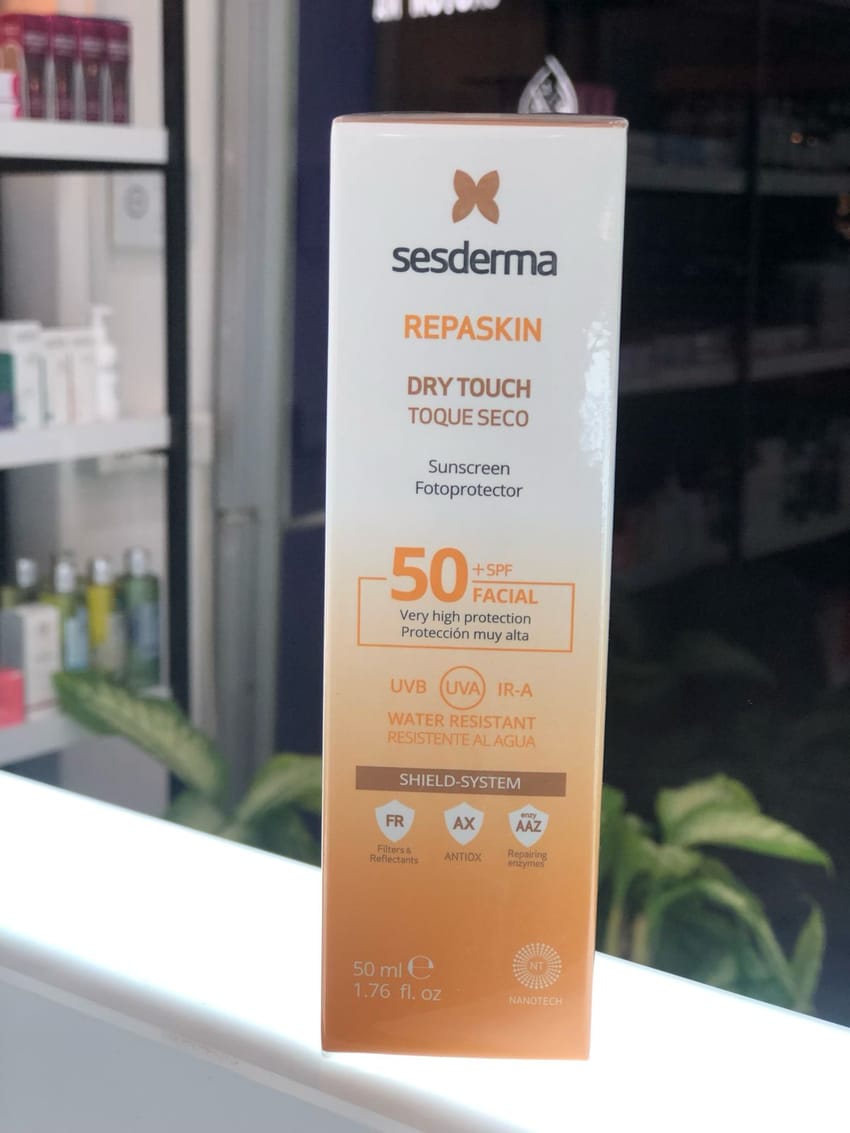 sesderma
REPASKIN
DRY TOUCH
TOQUE SECO
Sunscreen
Fotoprotector
50+SPF
FACIAL
Very high protection
Protección muy alta
UVB UVA IR-A
WATER RESISTANT
RESISTENTE AL AGUA
SHIELD-SYSTEM
FR AX enzy AAZ
Filters & Reflectants ANTIOX Repairing enzymes
50 ml e
1.76 fl. oz
NT
NANOTECH